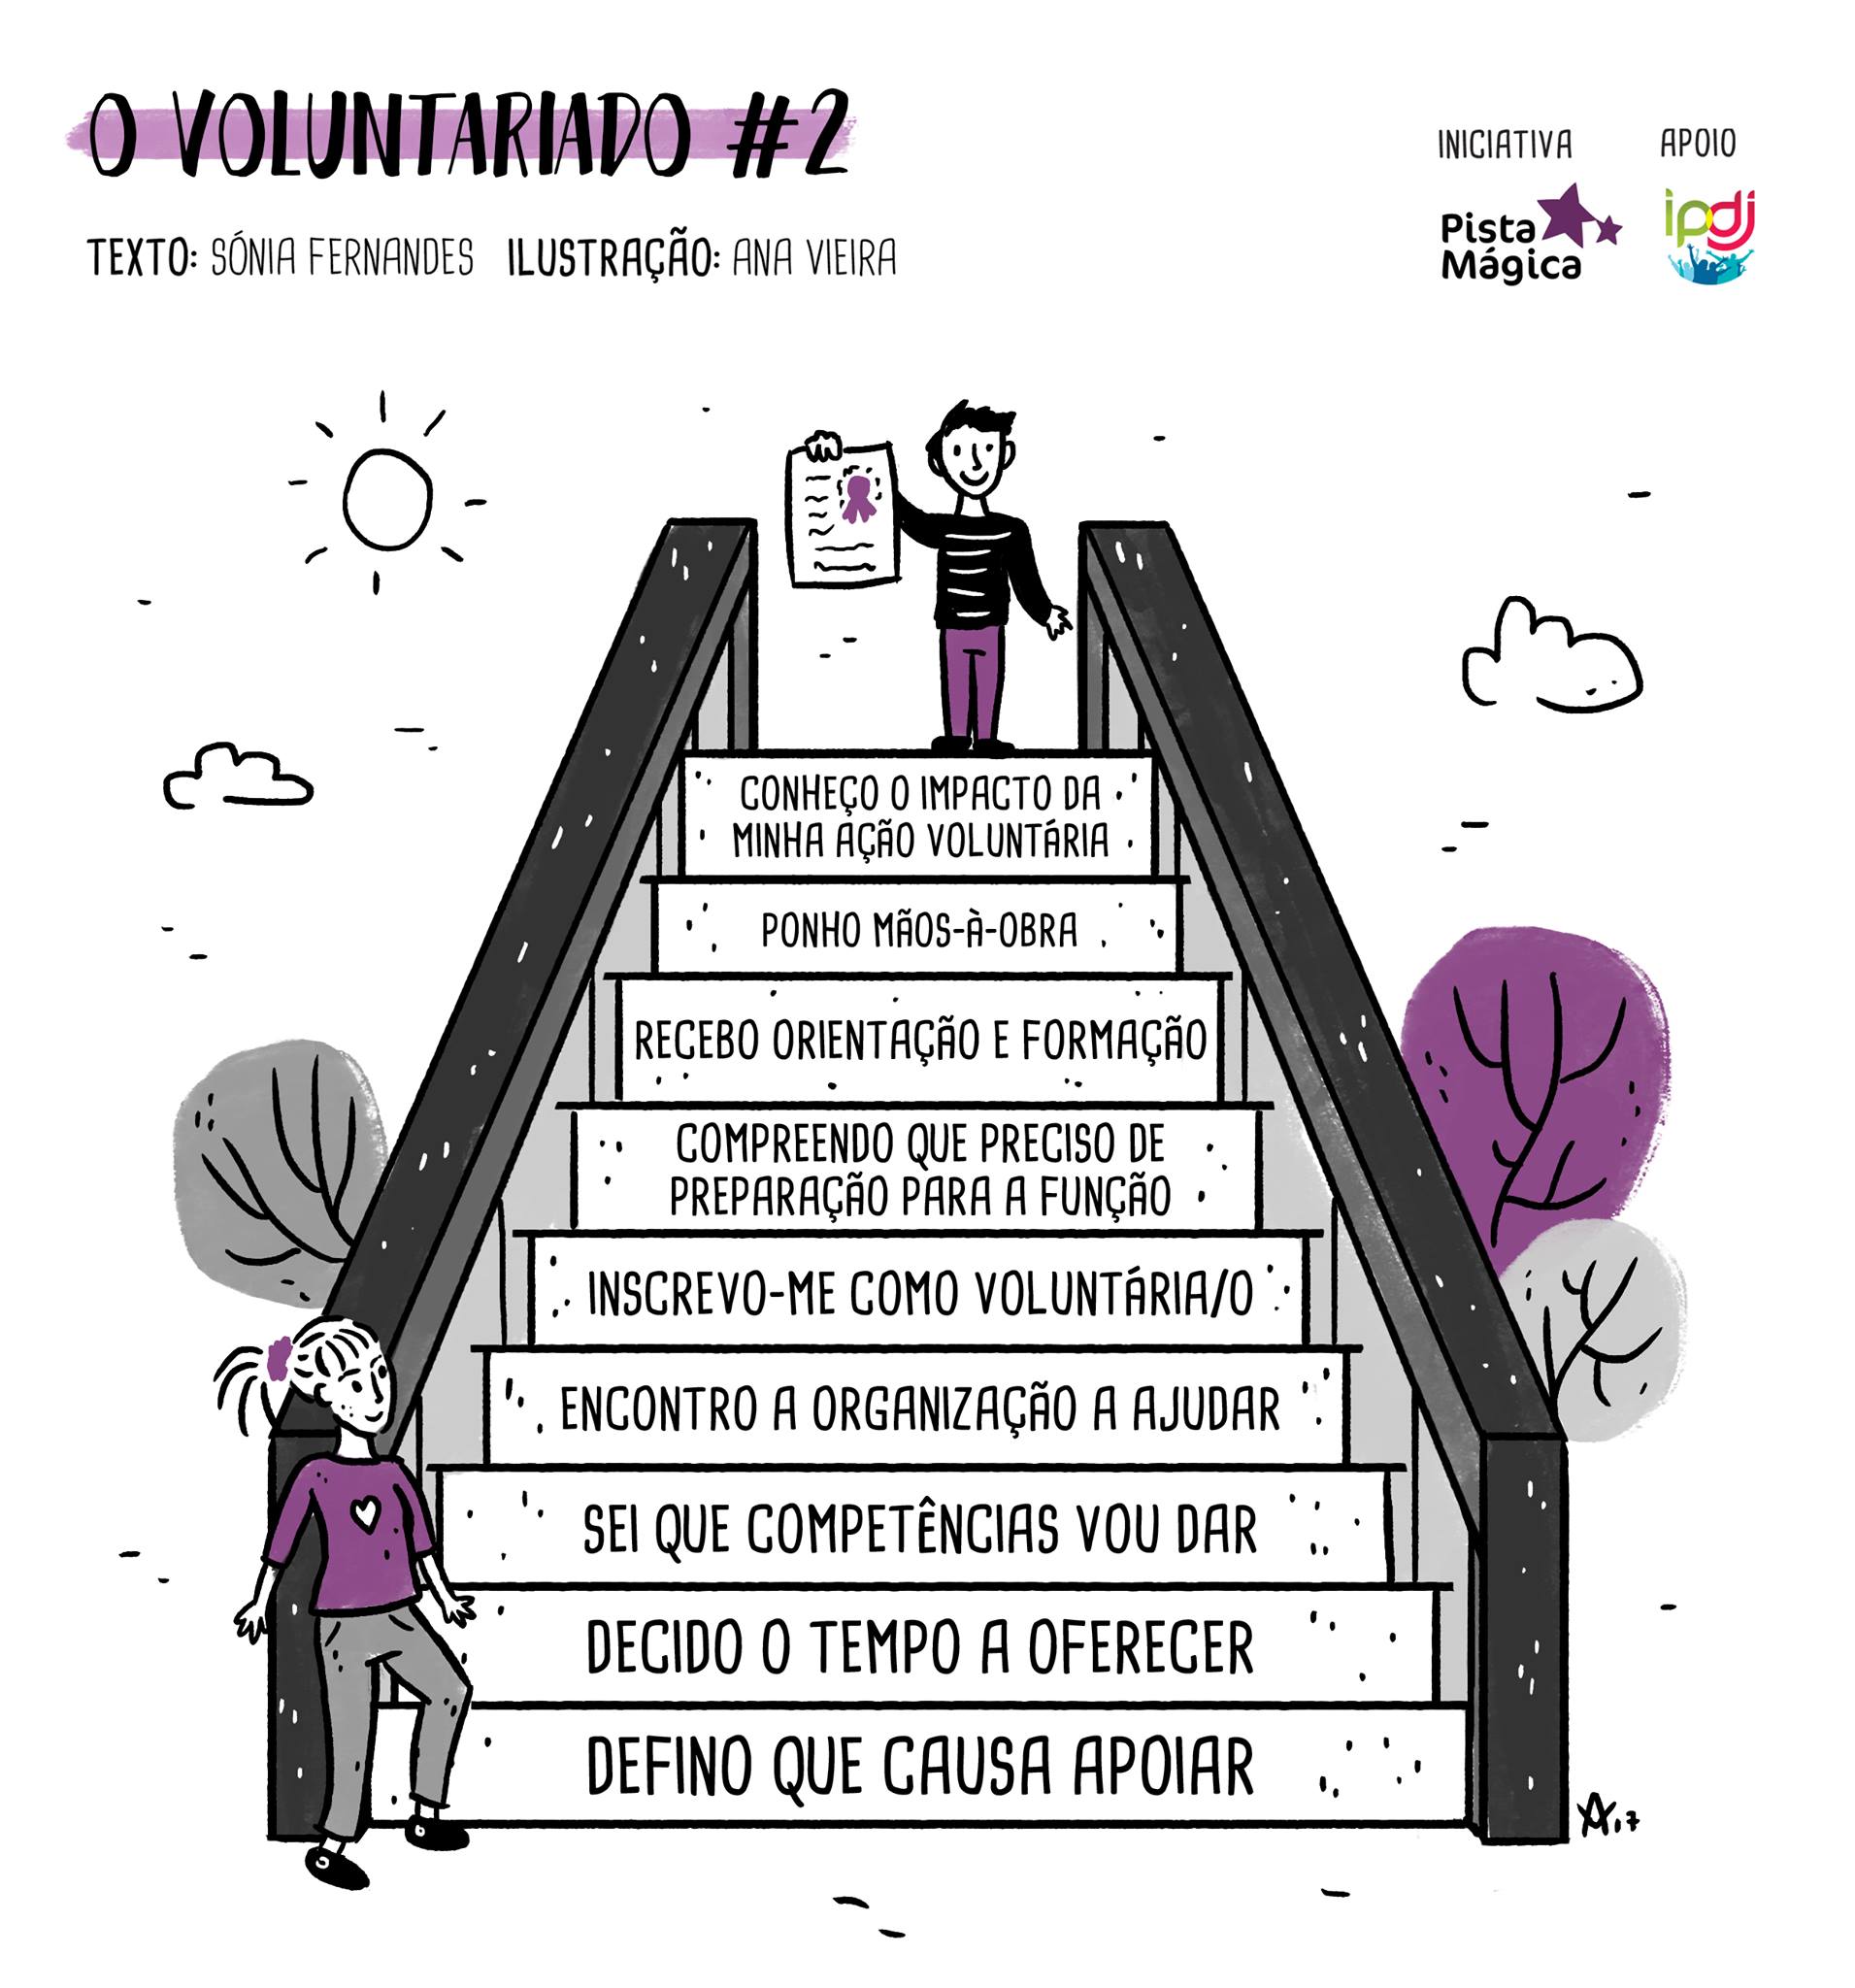 O VOLUNTARIADO #2
TEXTO: SÓNIA FERNANDES ILUSTRAÇÃO: ANA VIEIRA
INICIATIVA
APOIO
Pista
Mágica
ipdj
CONHEÇO O IMPACTO DA
MINHA AÇÃO VOLUNTÁRIA
PONHO MÃOS-À-OBRA
RECEBO ORIENTAÇÃO E FORMAÇÃO
COMPREENDO QUE PRECISO DE
PREPARAÇÃO PARA A FUNÇÃO
INSCREVO-ME COMO VOLUNTÁRIA/O
ENCONTRO A ORGANIZAÇÃO A AJUDAR
SEI QUE COMPETÊNCIAS VOU DAR
DECIDO O TEMPO A OFERECER
DEFINO QUE CAUSA APOIAR